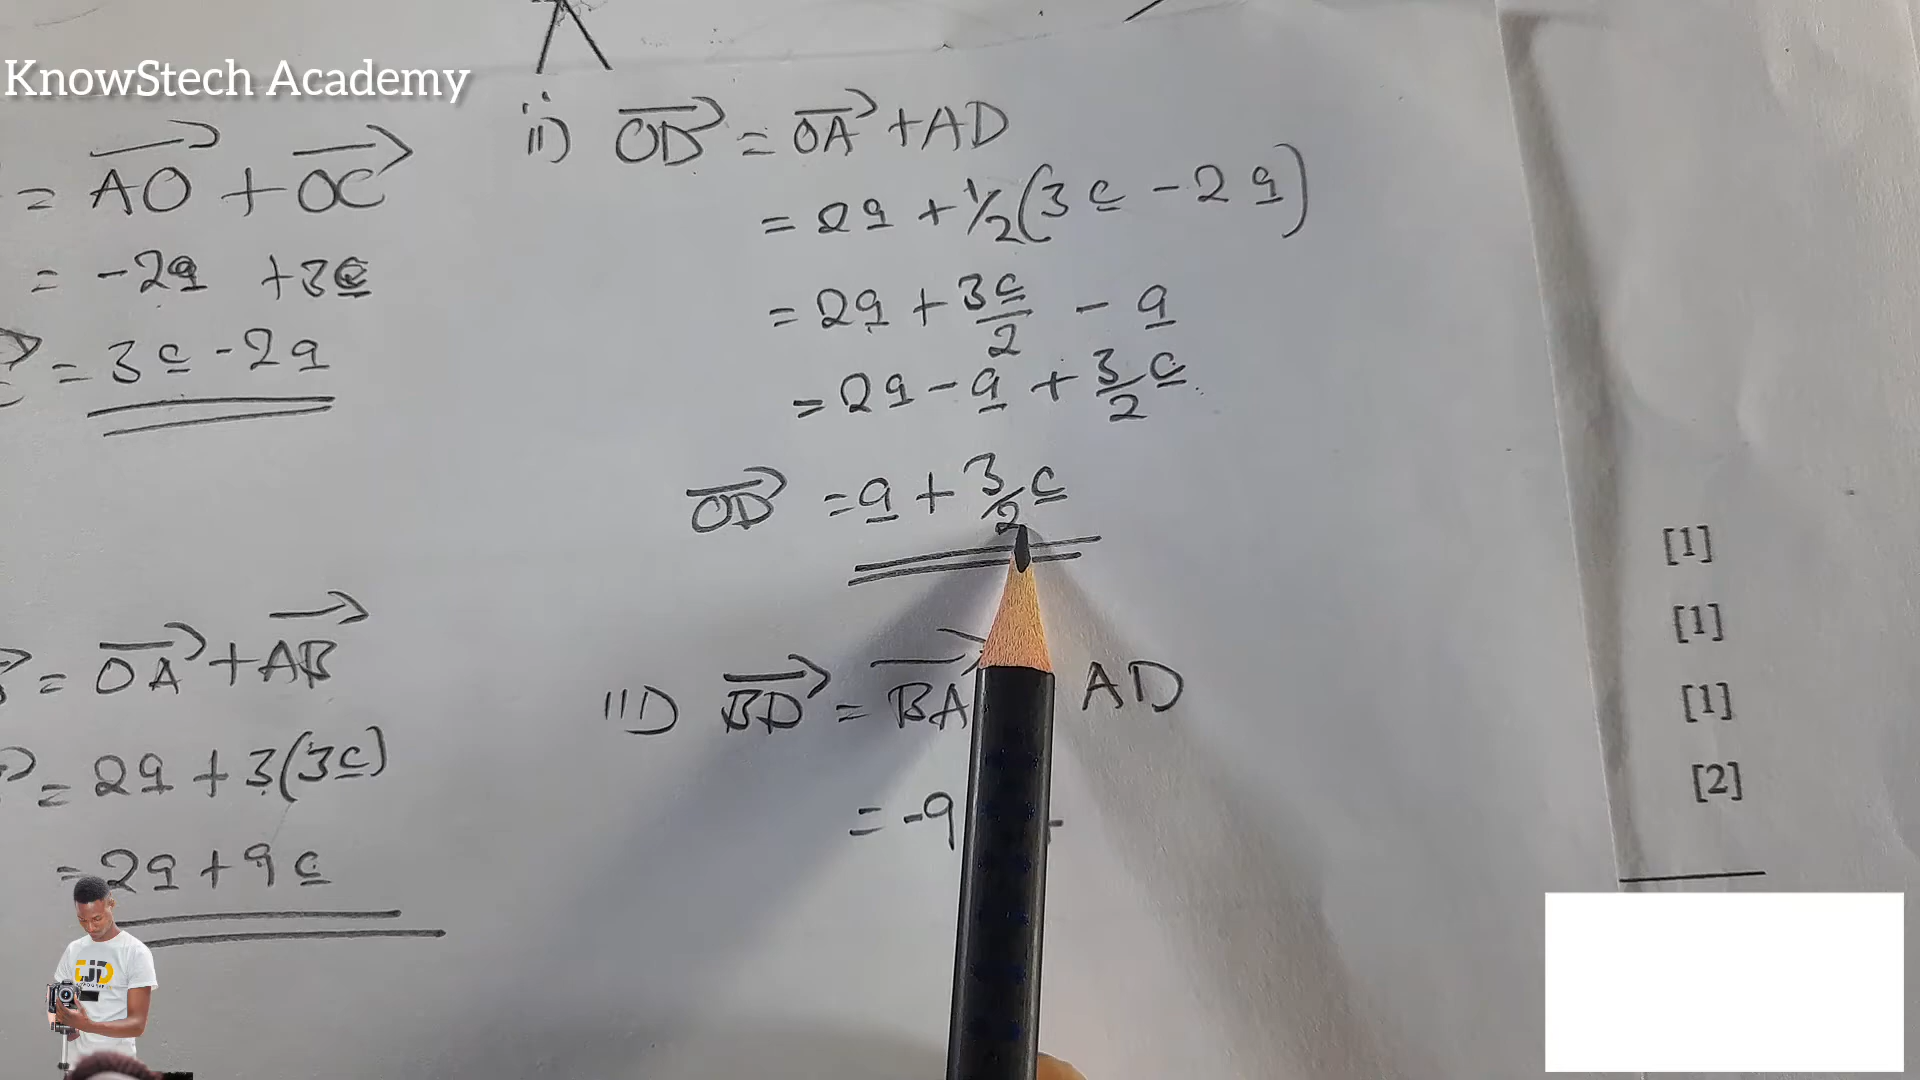 KnowStech Academy
= AO + OC
= -2a + 3c
= 3c - 2a
= OA + AB
= 2a + 3(3c)
= 2a + 9c
ii) OD = OA + AD
= 2a + 1/2(3c - 2a)
= 2a + 3c/2 - a
= 2a - a + 3/2 c
OD = a + 3/2 c
iii) BD = BA AD
= -9
[1]
[1]
[1]
[2]